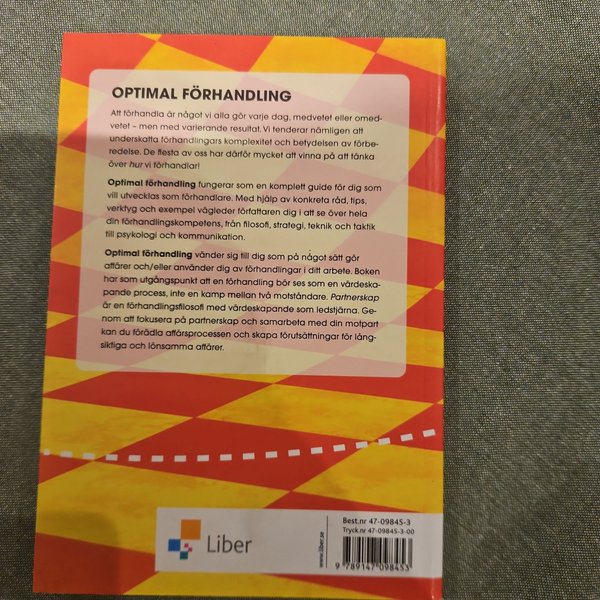 OPTIMAL FÖRHANDLING
Att förhandla är något vi alla gör varje dag, medvetet eller omed-
vetet – men med varierande resultat. Vi tenderar nämligen att
underskatta förhandlingars komplexitet och betydelsen av förbe-
redelse. De flesta av oss har därför mycket att vinna på att tänka
över hur vi förhandlar!
Optimal förhandling fungerar som en komplett guide för dig som
vill utvecklas som förhandlare. Med hjälp av konkreta råd, tips,
verktyg och exempel vägleder författaren dig i att se över hela
din förhandlingskompetens, från filosofi, strategi, teknik och taktik
till psykologi och kommunikation.
Optimal förhandling vänder sig till dig som på något sätt gör
affärer och/eller använder dig av förhandlingar i ditt arbete. Boken
har som utgångspunkt att en förhandling bör ses som en värdeska-
pande process, inte en kamp mellan två motståndare. Partnerskap
är en förhandlingsfilosofi med värdeskapande som ledstjärna. Ge-
nom att fokusera på partnerskap och samarbeta med din motpart
kan du förädla affärsprocessen och skapa förutsättningar för lång-
siktiga och lönsamma affärer.
Liber
www.liber.se
Best.nr 47-09845-3
Tryck.nr 47-09845-3-00
9 789147 098453